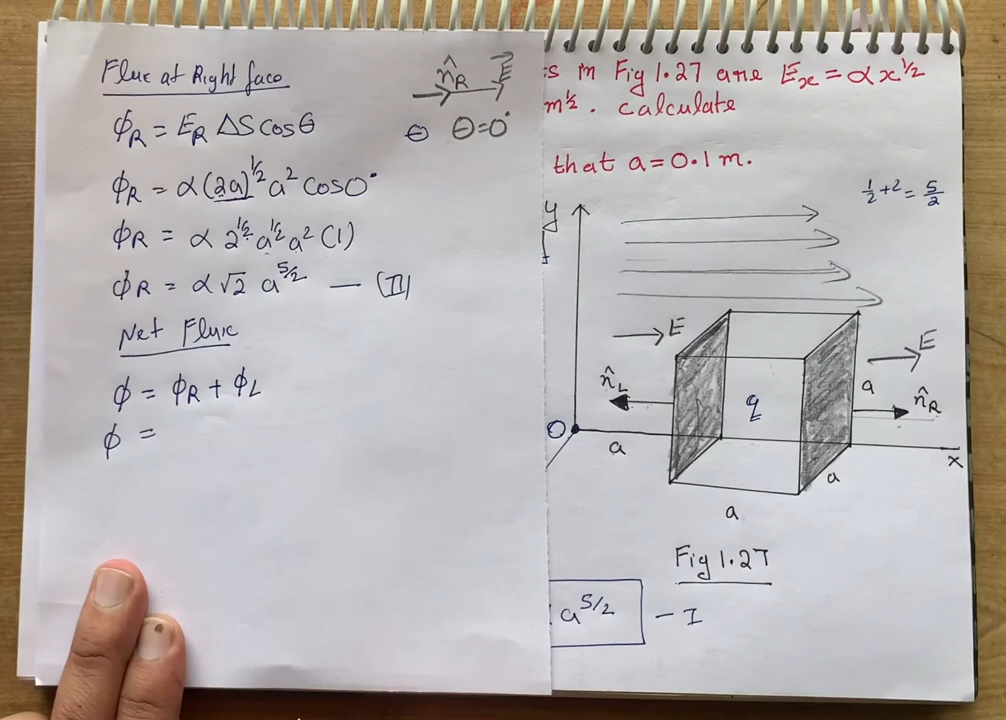 Flux at Right face
n̂R E⃗
ϕR = ER ΔS cosθ
θ θ=0°
ϕR = α(2a)^1/2 a² cos0°
ϕR = α 2^1/2 a^1/2 a² (1)
ϕR = α √2 a^5/2 — (II)
Net Flux
ϕ = ϕR + ϕL
ϕ =
s in Fig 1.27 are Ex = αx^1/2
m^1/2. calculate
that a = 0.1 m.
1/2 + 2 = 5/2
y
E
E
n̂L
q
a
n̂R
O
a
x
a
a
Fig 1.27
a^5/2 – I